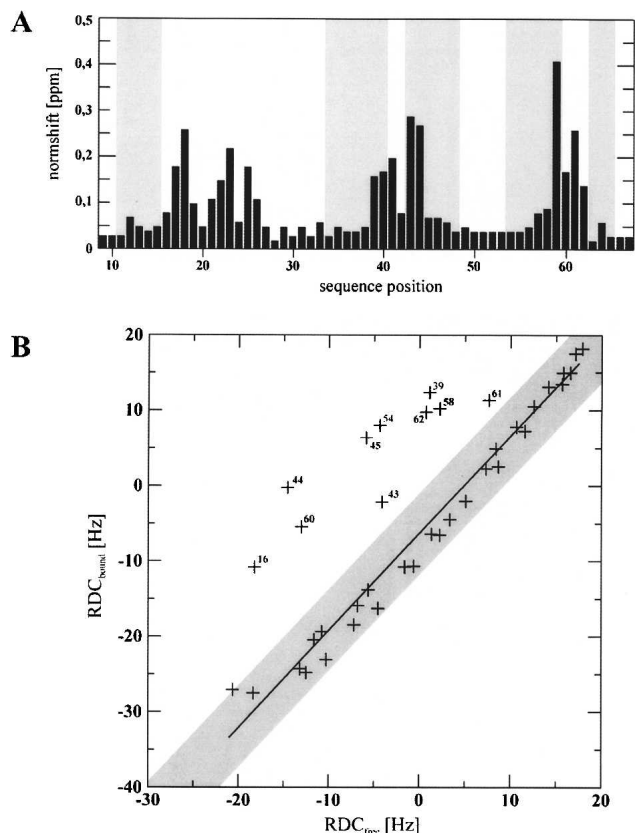 A
0,5
0,4
0,3
0,2
0,1
0
normshift [ppm]
10 20 30 40 50 60
sequence position
B
20
10
0
-10
-20
-30
-40
RDCbound [Hz]
39
61
58
62
54
45
44
43
60
16
-30 -20 -10 0 10 20
RDCfree [Hz]